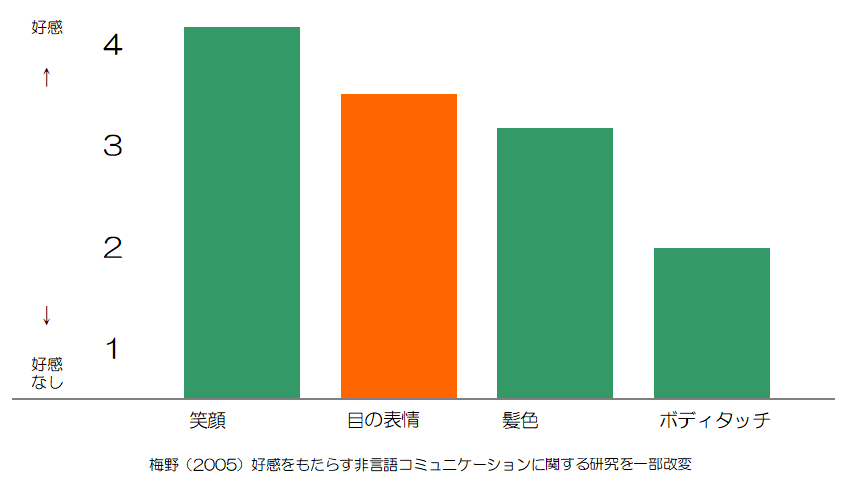 好感
↑
4
3
2
↓
1
好感
なし
笑顔
目の表情
髪色
ボディタッチ
梅野（2005）好感をもたらす非言語コミュニケーションに関する研究を一部改変